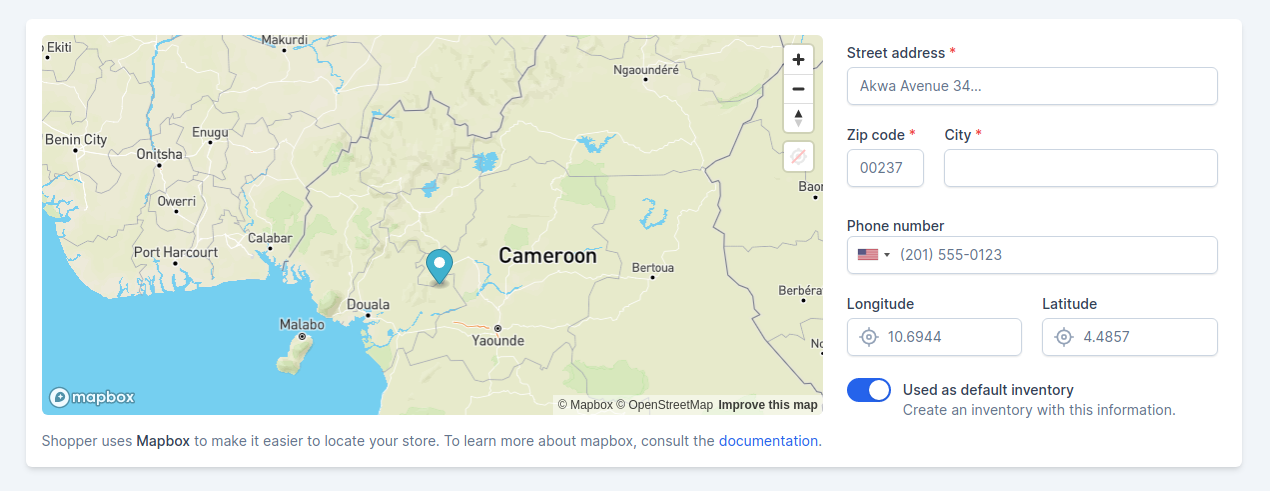 Ekiti
Makurdi
Ngaoundéré
Benin City
Enugu
Onitsha
Owerri
Port Harcourt
Calabar
Cameroon
Bertoua
Douala
Malabo
Yaounde
Baor
Berbéra
No
mapbox
© Mapbox © OpenStreetMap Improve this map
Shopper uses Mapbox to make it easier to locate your store. To learn more about mapbox, consult the documentation.
Street address *
Akwa Avenue 34...
Zip code * City *
00237
Phone number
(201) 555-0123
Longitude Latitude
10.6944 4.4857
Used as default inventory
Create an inventory with this information.